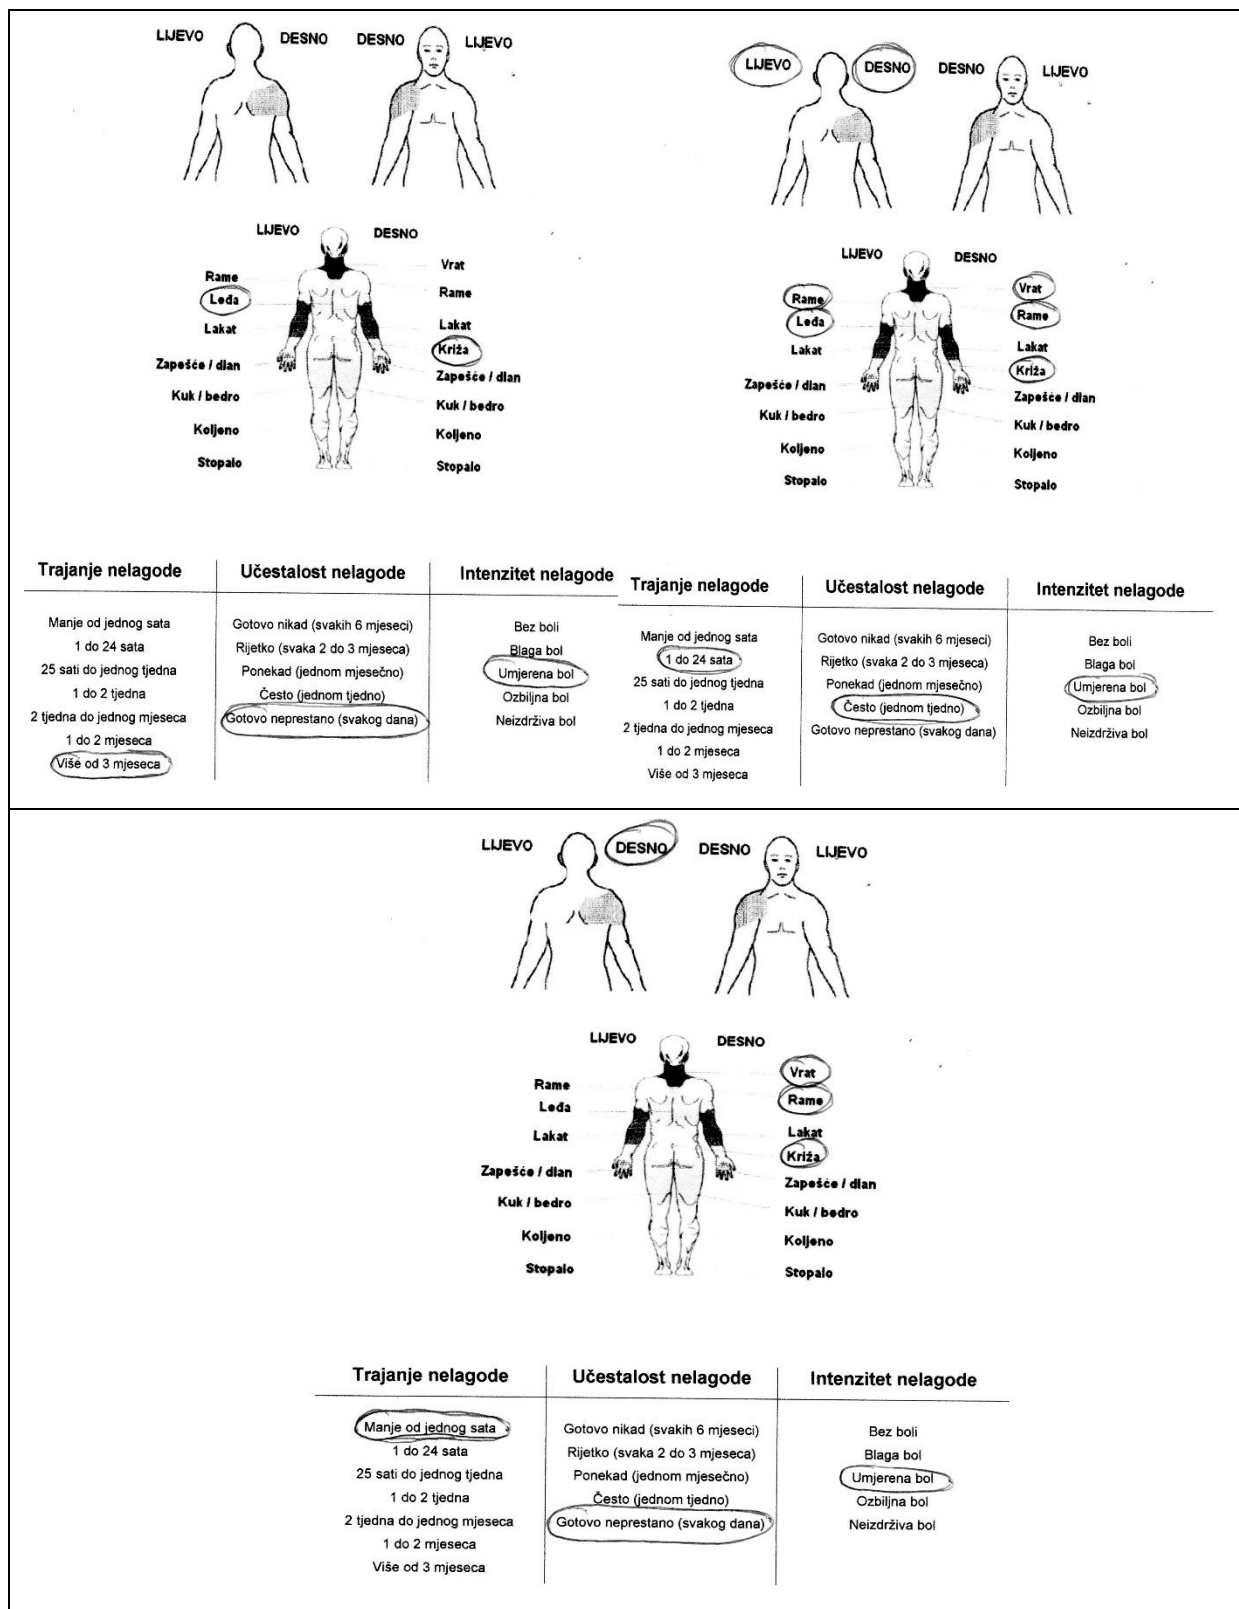 LIJEVO DESNO DESNO LIJEVO
LIJEVO DESNO
Vrat
Rame
Rame
Leđa
Lakat
Lakat
Križa
Zapešće / dlan
Zapešće / dlan
Kuk / bedro
Kuk / bedro
Koljeno
Koljeno
Stopalo
Stopalo
Trajanje nelagode Učestalost nelagode Intenzitet nelagode
Manje od jednog sata Gotovo nikad (svakih 6 mjeseci) Bez boli
1 do 24 sata Rijetko (svaka 2 do 3 mjeseca) Blaga bol
25 sati do jednog tjedna Ponekad (jednom mjesečno) Umjerena bol
1 do 2 tjedna Često (jednom tjedno) Ozbiljna bol
2 tjedna do jednog mjeseca Gotovo neprestano (svakog dana) Neizdrživa bol
1 do 2 mjeseca
Više od 3 mjeseca
LIJEVO DESNO DESNO LIJEVO
LIJEVO DESNO
Vrat
Rame
Rame
Leđa
Lakat
Lakat
Križa
Zapešće / dlan
Zapešće / dlan
Kuk / bedro
Kuk / bedro
Koljeno
Koljeno
Stopalo
Stopalo
Trajanje nelagode Učestalost nelagode Intenzitet nelagode
Manje od jednog sata Gotovo nikad (svakih 6 mjeseci) Bez boli
1 do 24 sata Rijetko (svaka 2 do 3 mjeseca) Blaga bol
25 sati do jednog tjedna Ponekad (jednom mjesečno) Umjerena bol
1 do 2 tjedna Često (jednom tjedno) Ozbiljna bol
2 tjedna do jednog mjeseca Gotovo neprestano (svakog dana) Neizdrživa bol
1 do 2 mjeseca
Više od 3 mjeseca
LIJEVO DESNO DESNO LIJEVO
LIJEVO DESNO
Vrat
Rame
Rame
Leđa
Lakat
Lakat
Križa
Zapešće / dlan
Zapešće / dlan
Kuk / bedro
Kuk / bedro
Koljeno
Koljeno
Stopalo
Stopalo
Trajanje nelagode Učestalost nelagode Intenzitet nelagode
Manje od jednog sata Gotovo nikad (svakih 6 mjeseci) Bez boli
1 do 24 sata Rijetko (svaka 2 do 3 mjeseca) Blaga bol
25 sati do jednog tjedna Ponekad (jednom mjesečno) Umjerena bol
1 do 2 tjedna Često (jednom tjedno) Ozbiljna bol
2 tjedna do jednog mjeseca Gotovo neprestano (svakog dana) Neizdrživa bol
1 do 2 mjeseca
Više od 3 mjeseca